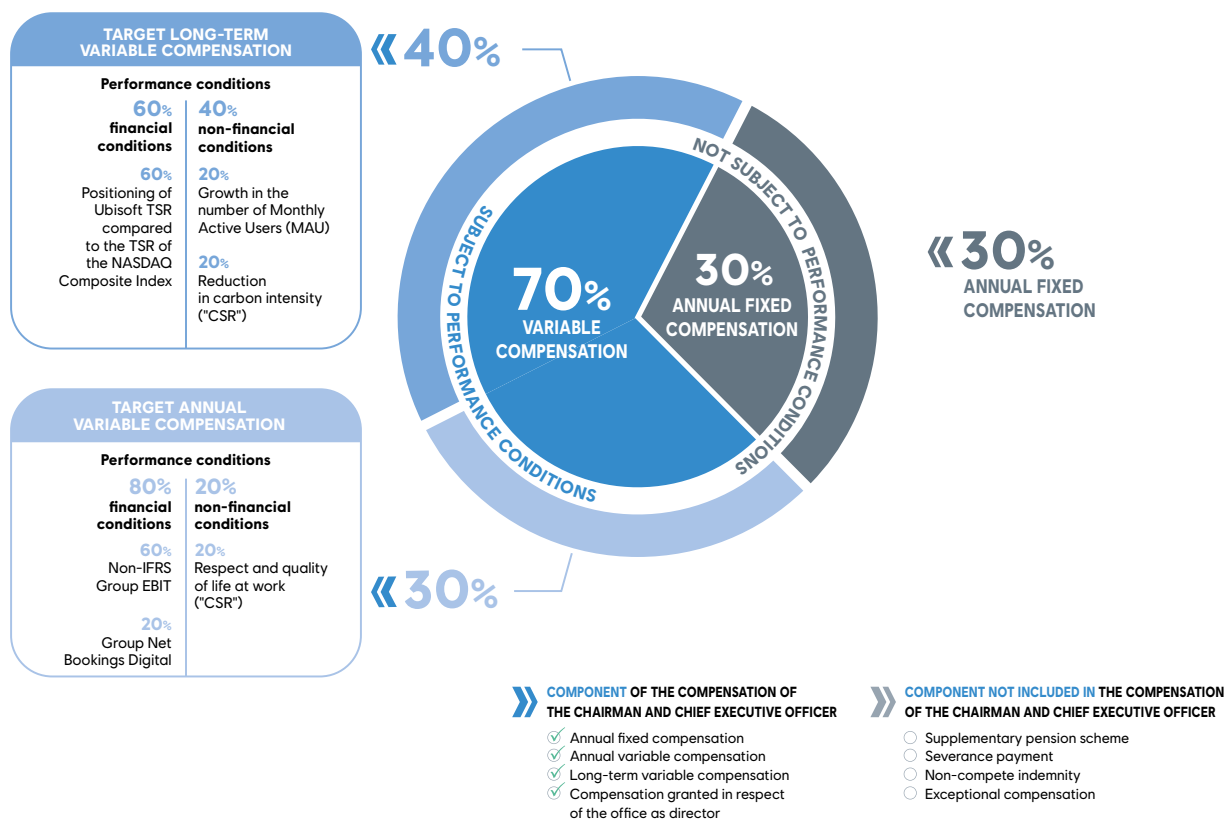 TARGET LONG-TERM
VARIABLE COMPENSATION
Performance conditions
60%
financial
conditions
60%
Positioning of
Ubisoft TSR
compared
to the TSR of
the NASDAQ
Composite Index
40%
non-financial
conditions
20%
Growth in the
number of Monthly
Active Users (MAU)
20%
Reduction
in carbon intensity
("CSR")
40%
TARGET ANNUAL
VARIABLE COMPENSATION
Performance conditions
80%
financial
conditions
60%
Non-IFRS
Group EBIT
20%
Group Net
Bookings Digital
20%
non-financial
conditions
20%
Respect and quality
of life at work
("CSR")
30%
SUBJECT TO PERFORMANCE CONDITIONS
70%
VARIABLE
COMPENSATION
NOT SUBJECT TO PERFORMANCE CONDITIONS
30%
ANNUAL FIXED
COMPENSATION
30%
ANNUAL FIXED
COMPENSATION
COMPONENT OF THE COMPENSATION OF
THE CHAIRMAN AND CHIEF EXECUTIVE OFFICER
Annual fixed compensation
Annual variable compensation
Long-term variable compensation
Compensation granted in respect
of the office as director
COMPONENT NOT INCLUDED IN THE COMPENSATION
OF THE CHAIRMAN AND CHIEF EXECUTIVE OFFICER
Supplementary pension scheme
Severance payment
Non-compete indemnity
Exceptional compensation